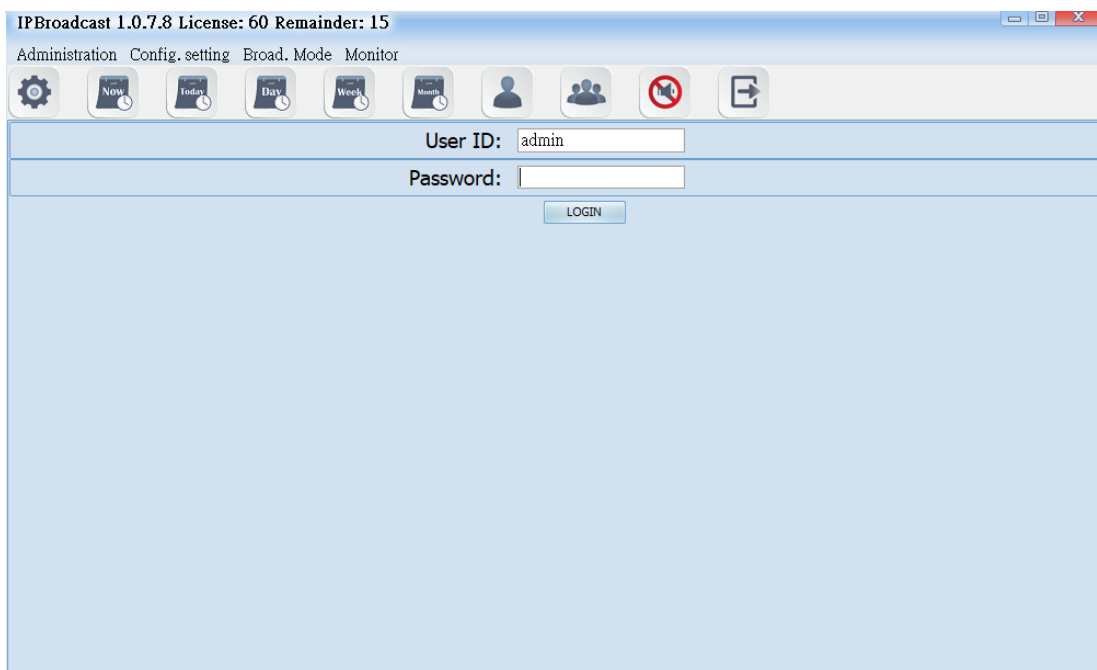 IPBroadcast 1.0.7.8 License: 60 Remainder: 15
Administration Config. setting Broad. Mode Monitor
Now Today Day Week Month
User ID: admin
Password:
LOGIN